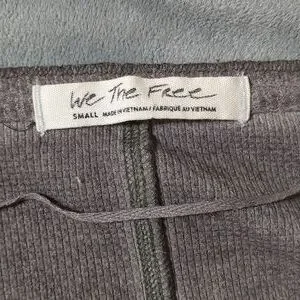 We The Free
SMALL MADE IN VIETNAM / FABRIQUÉ AU VIETNAM